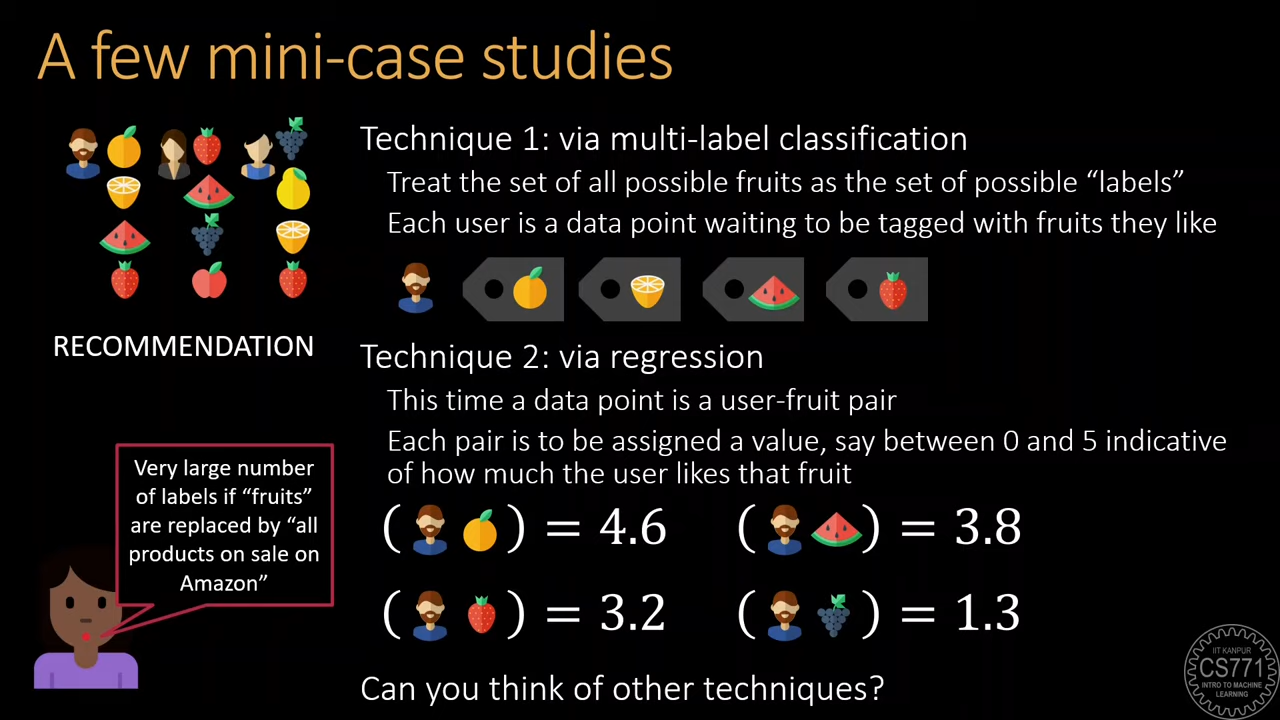 A few mini-case studies
Technique 1: via multi-label classification
Treat the set of all possible fruits as the set of possible “labels”
Each user is a data point waiting to be tagged with fruits they like
RECOMMENDATION
Technique 2: via regression
This time a data point is a user-fruit pair
Each pair is to be assigned a value, say between 0 and 5 indicative
of how much the user likes that fruit
( ) = 4.6
( ) = 3.8
( ) = 3.2
( ) = 1.3
Very large number
of labels if “fruits”
are replaced by “all
products on sale on
Amazon”
Can you think of other techniques?
IIT KANPUR
CS771
INTRO TO MACHINE
LEARNING